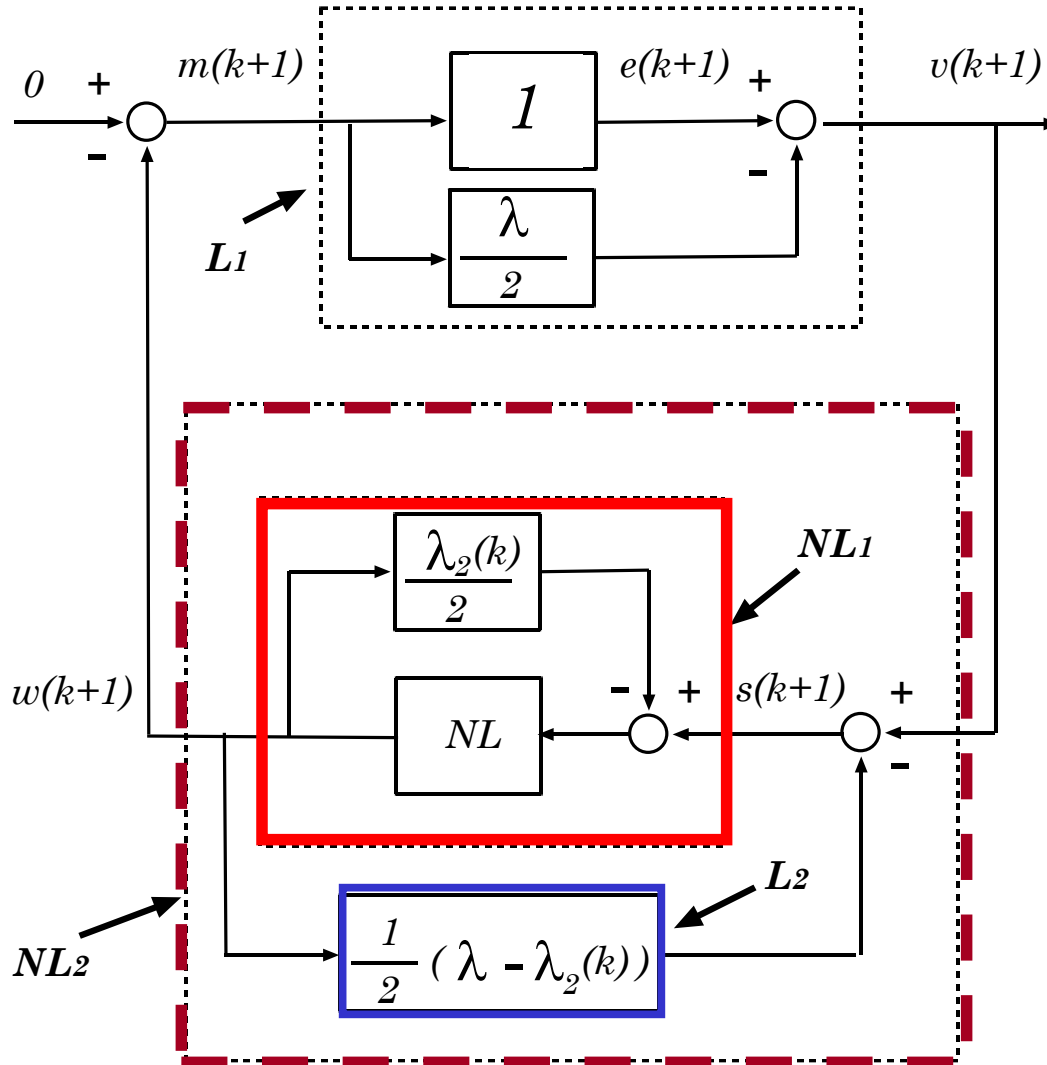 0
+
-
m(k+1)
1
e(k+1)
+
-
v(k+1)
L1
λ
2
λ₂(k)
2
NL1
w(k+1)
NL
-
+
s(k+1)
+
-
L2
1
2
( λ - λ₂(k) )
NL2